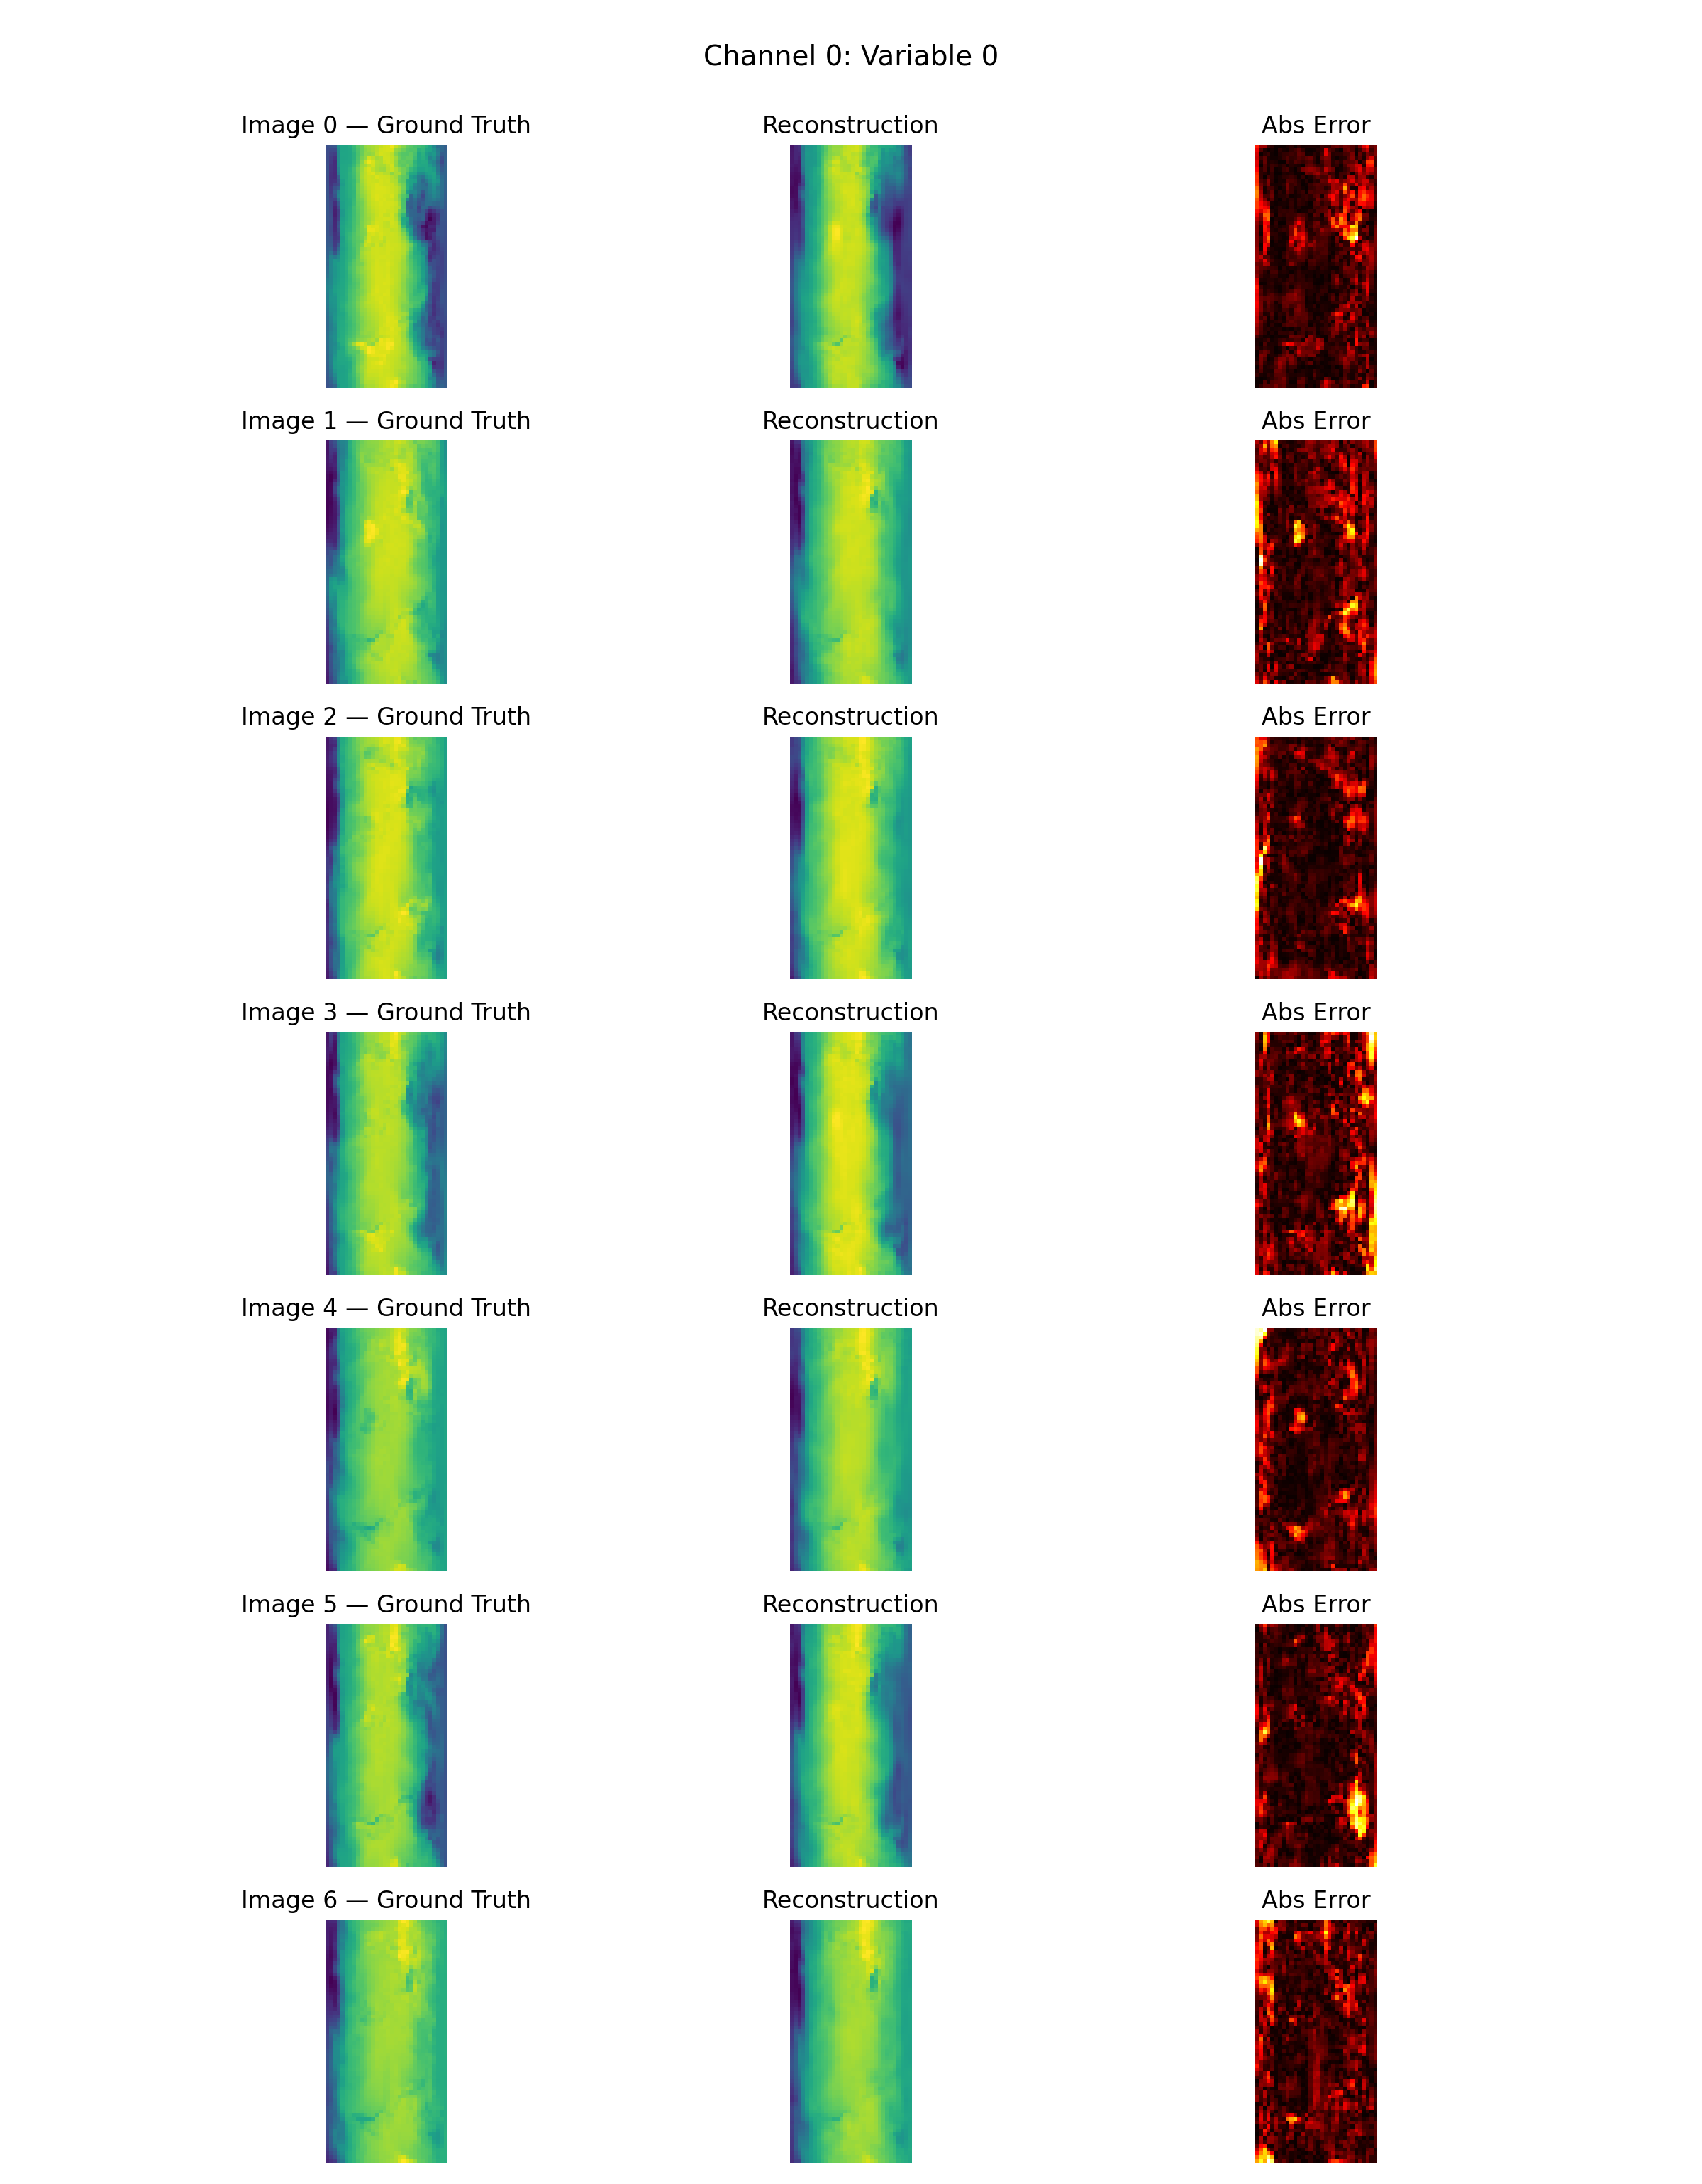 Channel 0: Variable 0
Image 0 — Ground Truth Reconstruction Abs Error
Image 1 — Ground Truth Reconstruction Abs Error
Image 2 — Ground Truth Reconstruction Abs Error
Image 3 — Ground Truth Reconstruction Abs Error
Image 4 — Ground Truth Reconstruction Abs Error
Image 5 — Ground Truth Reconstruction Abs Error
Image 6 — Ground Truth Reconstruction Abs Error